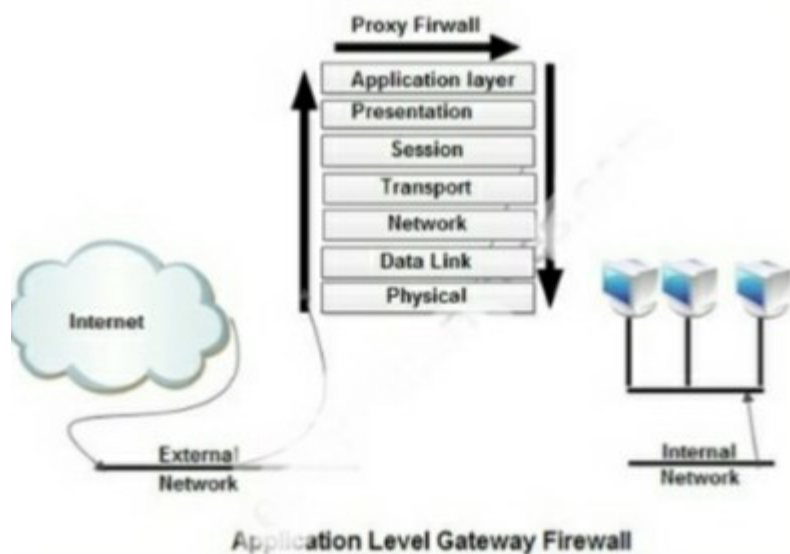 Proxy Firwall
Application layer
Presentation
Session
Transport
Network
Data Link
Physical
Internet
External
Network
Internal
Network
Application Level Gateway Firewall